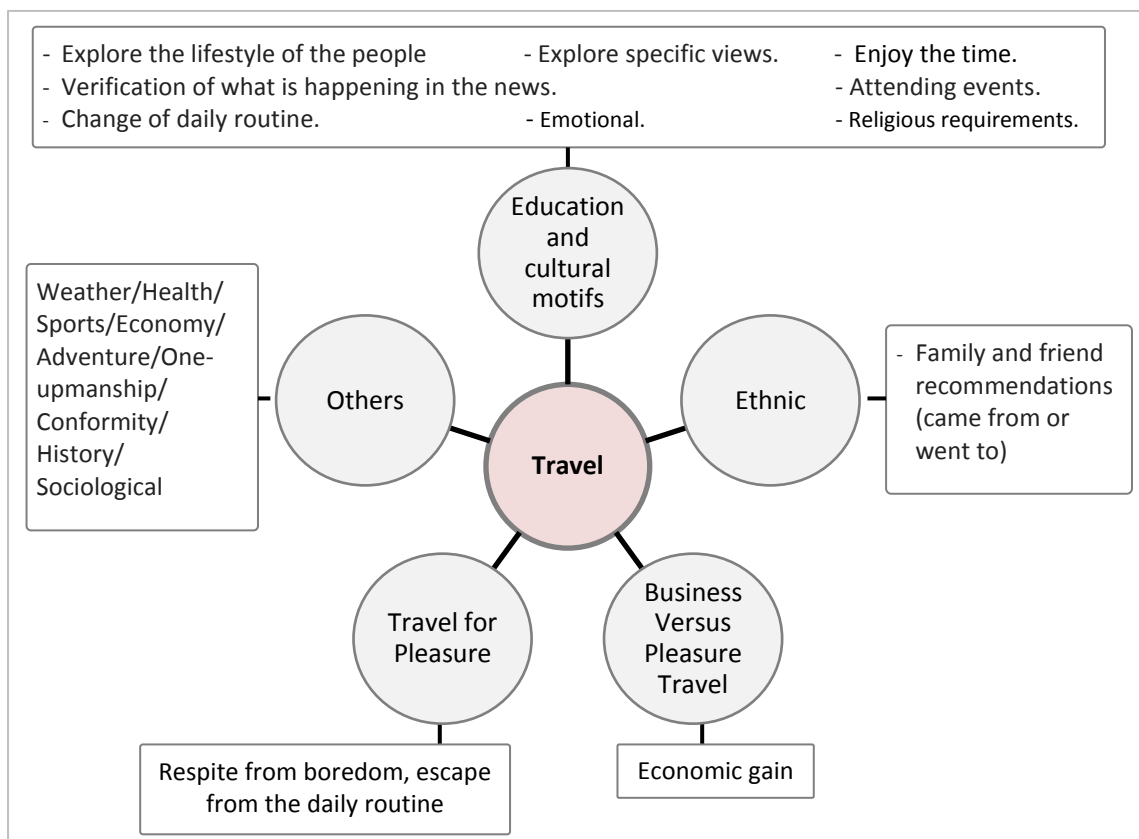 - Explore the lifestyle of the people - Explore specific views. - Enjoy the time.
- Verification of what is happening in the news. - Attending events.
- Change of daily routine. - Emotional. - Religious requirements.
Education
and
cultural
motifs
Weather/Health/
Sports/Economy/
Adventure/One-
upmanship/
Conformity/
History/
Sociological
Others
Ethnic
- Family and friend
recommendations
(came from or
went to)
Travel
Travel for
Pleasure
Business
Versus
Pleasure
Travel
Respite from boredom, escape
from the daily routine
Economic gain